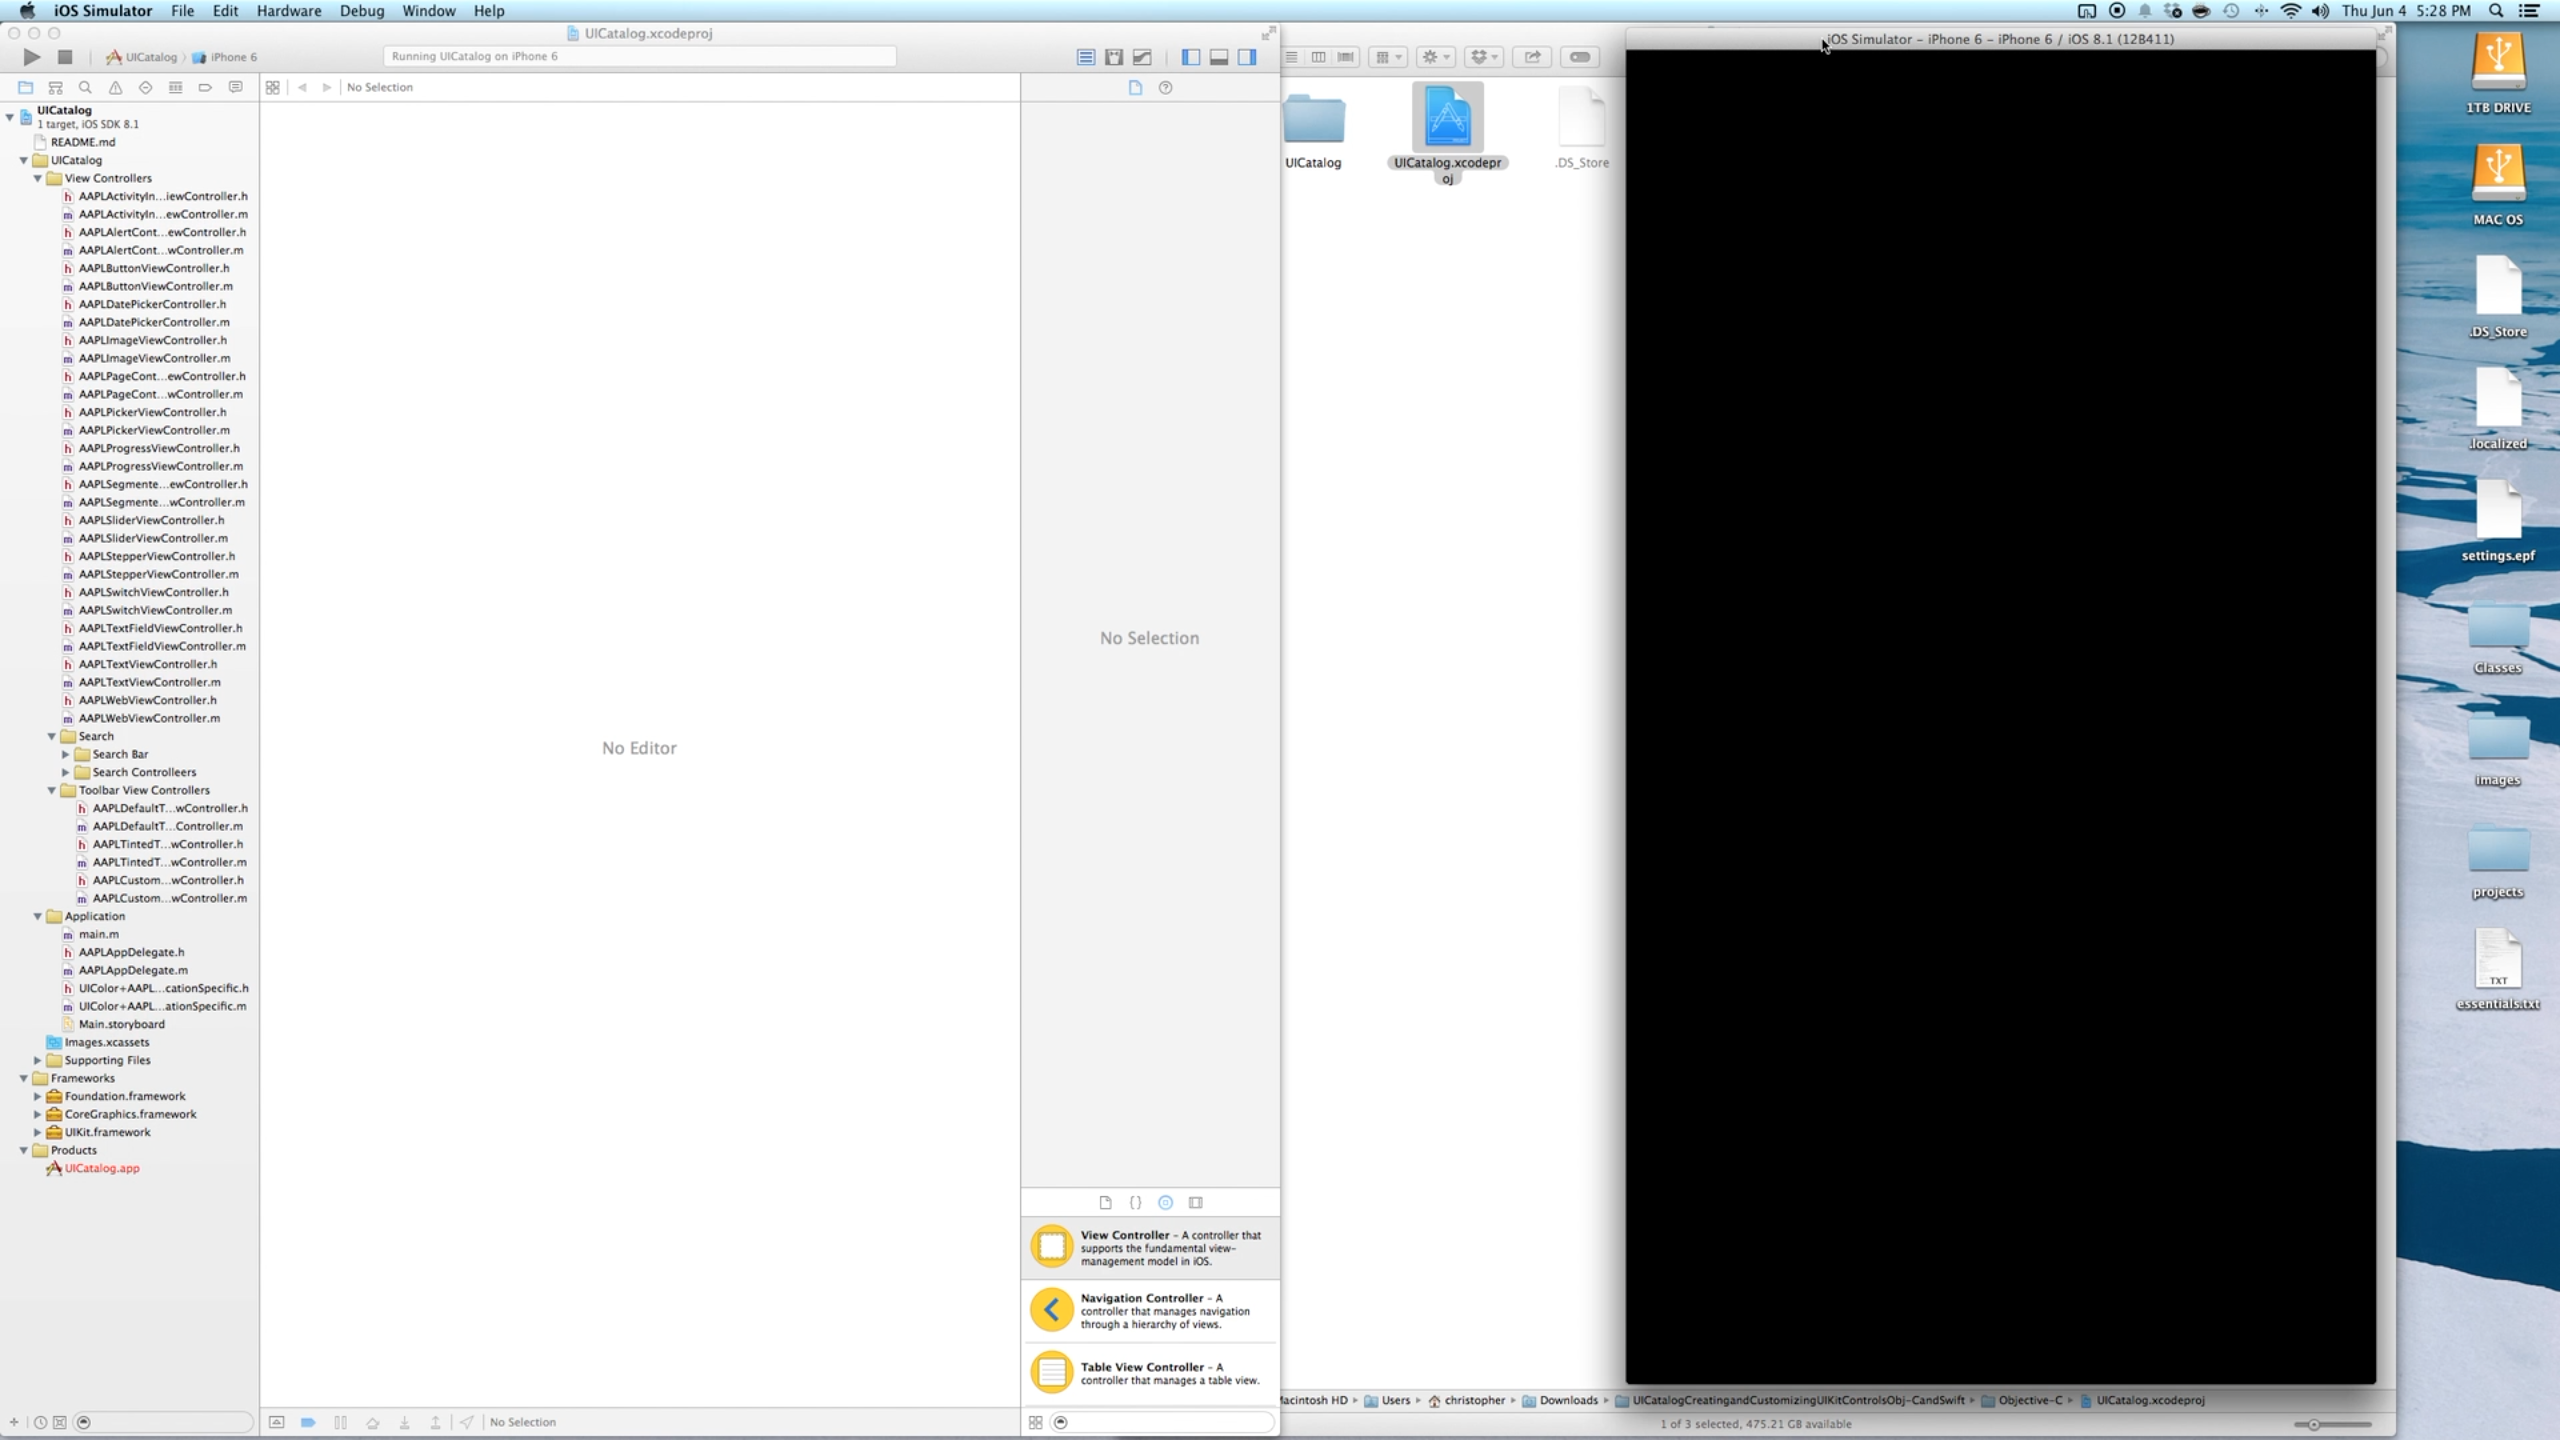 iOS Simulator File Edit Hardware Debug Window Help
Thu Jun 4 5:28 PM
UICatalog.xcodeproj
UICatalog iPhone 6
Running UICatalog on iPhone 6
No Selection
UICatalog
1 target, iOS SDK 8.1
README.md
UICatalog
View Controllers
AAPLActivityIn...iewController.h
AAPLActivityIn...ewController.m
AAPLAlertCont...ewController.h
AAPLAlertCont...wController.m
AAPLButtonViewController.h
AAPLButtonViewController.m
AAPLDatePickerController.h
AAPLDatePickerController.m
AAPLImageViewController.h
AAPLImageViewController.m
AAPLPageCont...ewController.h
AAPLPageCont...wController.m
AAPLPickerViewController.h
AAPLPickerViewController.m
AAPLProgressViewController.h
AAPLProgressViewController.m
AAPLSegmente...ewController.h
AAPLSegmente...wController.m
AAPLSliderViewController.h
AAPLSliderViewController.m
AAPLStepperViewController.h
AAPLStepperViewController.m
AAPLSwitchViewController.h
AAPLSwitchViewController.m
AAPLTextFieldViewController.h
AAPLTextFieldViewController.m
AAPLTextViewController.h
AAPLTextViewController.m
AAPLWebViewController.h
AAPLWebViewController.m
Search
Search Bar
Search Controlleers
Toolbar View Controllers
AAPLDefaultT...wController.h
AAPLDefaultT...Controller.m
AAPLTintedT...wController.h
AAPLTintedT...wController.m
AAPLCustom...wController.h
AAPLCustom...wController.m
Application
main.m
AAPLAppDelegate.h
AAPLAppDelegate.m
UIColor+AAPL...cationSpecific.h
UIColor+AAPL...ationSpecific.m
Main.storyboard
Images.xcassets
Supporting Files
Frameworks
Foundation.framework
CoreGraphics.framework
UIKit.framework
Products
UICatalog.app
No Editor
No Selection
No Selection
View Controller - A controller that
supports the fundamental view-
management model in iOS.
Navigation Controller - A
controller that manages navigation
through a hierarchy of views.
Table View Controller - A
controller that manages a table view.
UICatalog
UICatalog.xcodepr
oj
.DS_Store
iOS Simulator - iPhone 6 - iPhone 6 / iOS 8.1 (12B411)
Macintosh HD Users christopher Downloads UICatalogCreatingandCustomizingUIKitControlsObj-CandSwift Objective-C UICatalog.xcodeproj
1 of 3 selected, 475.21 GB available
1TB DRIVE
MAC OS
.DS_Store
.localized
settings.epf
Classes
images
projects
TXT
essentials.txt